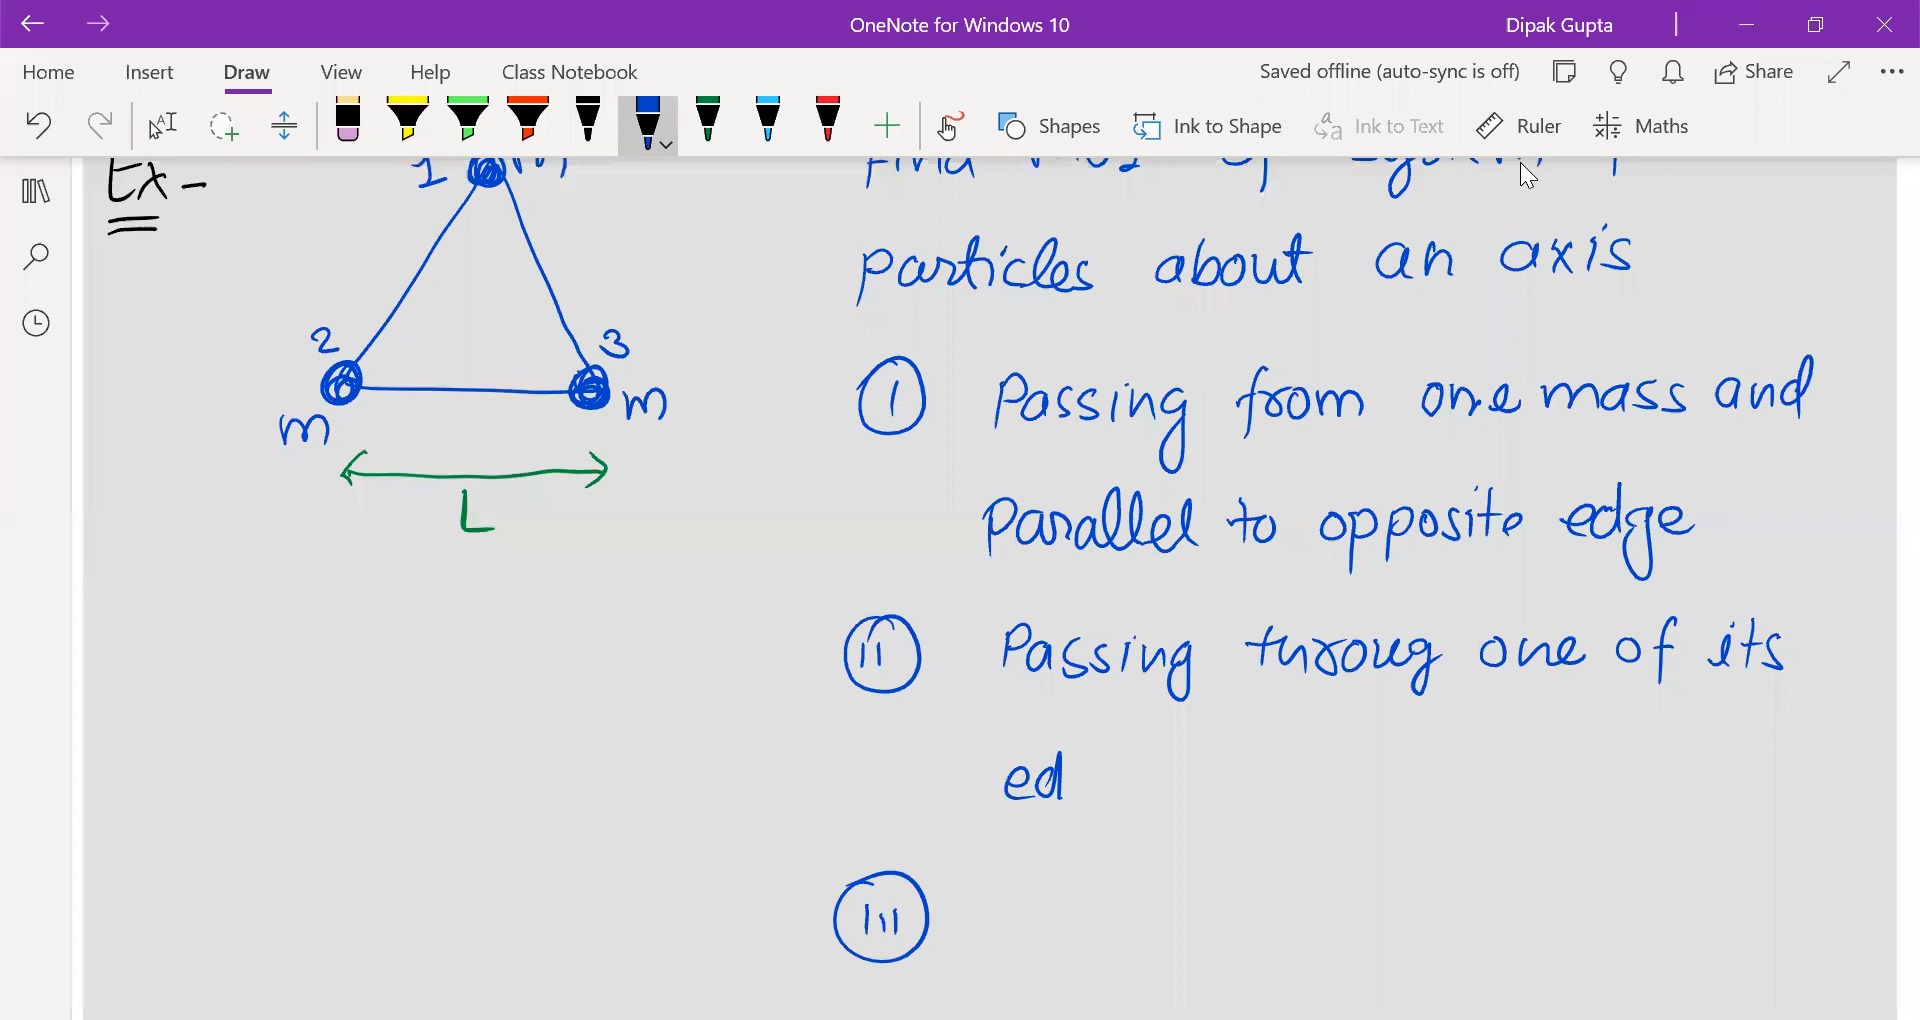 OneNote for Windows 10
Dipak Gupta
Home Insert Draw View Help Class Notebook
Saved offline (auto-sync is off)
Share
Shapes
Ink to Shape
Ink to Text
Ruler
Maths
Ex -
1
2
3
m
m
L
Find
particles about an axis
I Passing from one mass and
parallel to opposite edge
II Passing throug one of its
ed
III